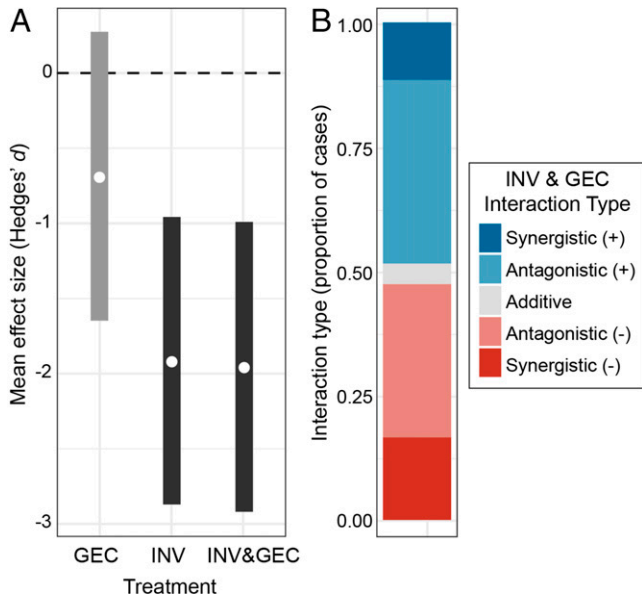 A
Mean effect size (Hedges' d)
0
-1
-2
-3
GEC INV INV&GEC
Treatment
B
Interaction type (proportion of cases)
1.00
0.75
0.50
0.25
0.00
INV & GEC
Interaction Type
Synergistic (+)
Antagonistic (+)
Additive
Antagonistic (-)
Synergistic (-)